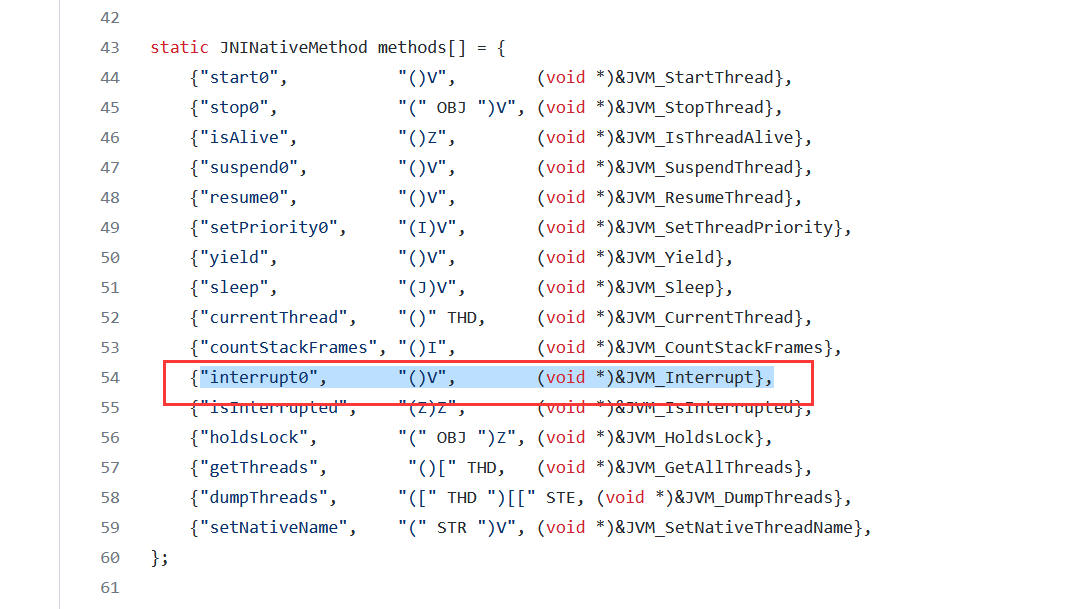 42
43 static JNINativeMethod methods[] = {
44 {"start0", "()V", (void *)&JVM_StartThread},
45 {"stop0", "(" OBJ ")V", (void *)&JVM_StopThread},
46 {"isAlive", "()Z", (void *)&JVM_IsThreadAlive},
47 {"suspend0", "()V", (void *)&JVM_SuspendThread},
48 {"resume0", "()V", (void *)&JVM_ResumeThread},
49 {"setPriority0", "(I)V", (void *)&JVM_SetThreadPriority},
50 {"yield", "()V", (void *)&JVM_Yield},
51 {"sleep", "(J)V", (void *)&JVM_Sleep},
52 {"currentThread", "()" THD, (void *)&JVM_CurrentThread},
53 {"countStackFrames", "()I", (void *)&JVM_CountStackFrames},
54 {"interrupt0", "()V", (void *)&JVM_Interrupt},
55 {"isInterrupted", "(Z)Z", (void *)&JVM_IsInterrupted},
56 {"holdsLock", "(" OBJ ")Z", (void *)&JVM_HoldsLock},
57 {"getThreads", "()[" THD, (void *)&JVM_GetAllThreads},
58 {"dumpThreads", "([" THD ")[[" STE, (void *)&JVM_DumpThreads},
59 {"setNativeName", "(" STR ")V", (void *)&JVM_SetNativeThreadName},
60 };
61